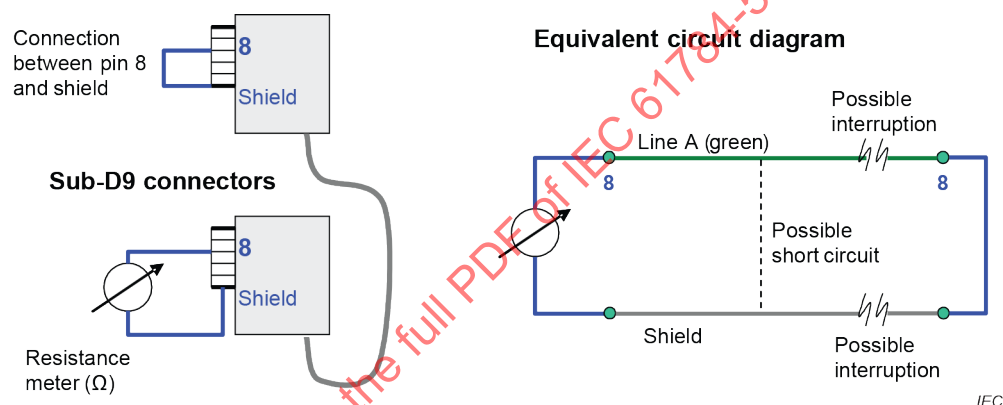 Connection
between pin 8
and shield
8
Shield
Sub-D9 connectors
8
Shield
Resistance
meter (Ω)
Equivalent circuit diagram
Line A (green)
Possible
interruption
8
8
Possible
short circuit
Shield
Possible
interruption
IEC
the full PDF of IEC 61784-5